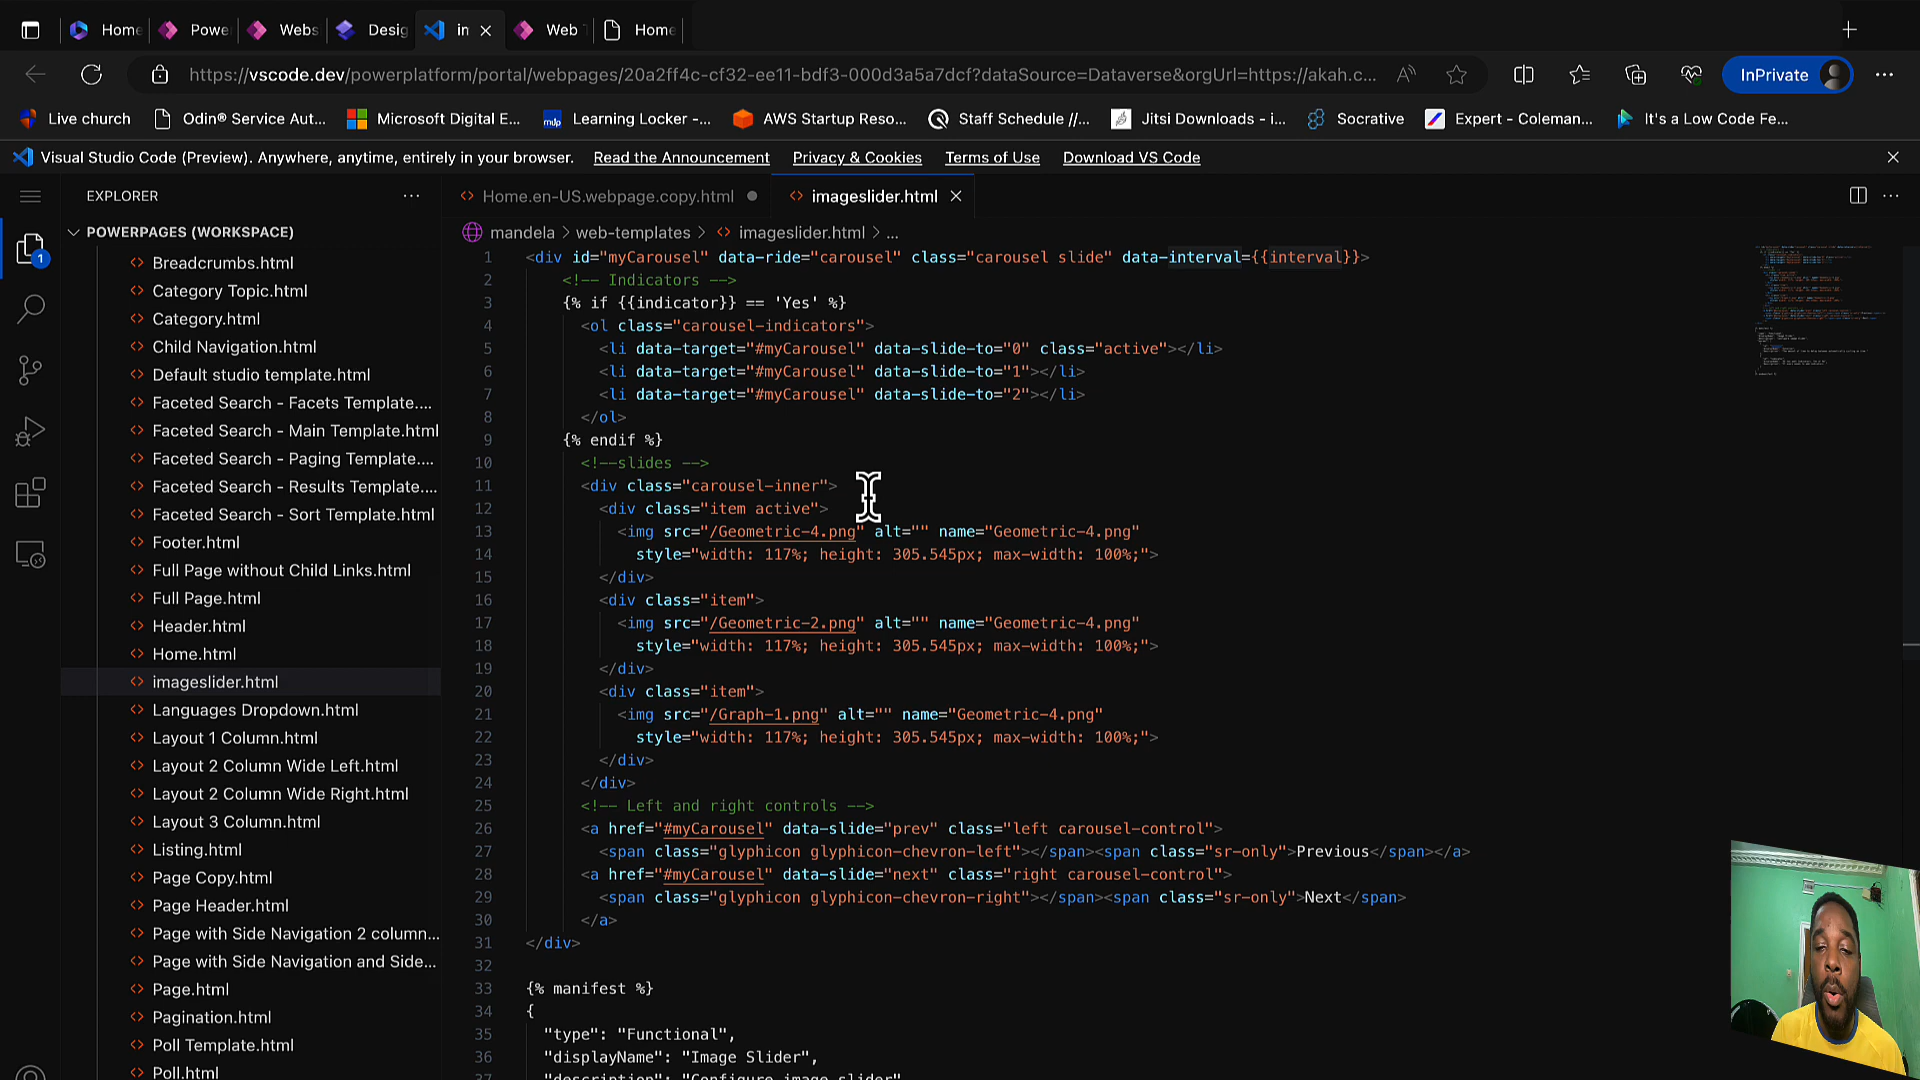 Home
Powe
Webs
Desig
in
Web
Home
https://vscode.dev/powerplatform/portal/webpages/20a2ff4c-cf32-ee11-bdf3-000d3a5a7dcf?dataSource=Dataverse&orgUrl=https://akah.c...
InPrivate
Live church
Odin® Service Aut...
Microsoft Digital E...
mdp
Learning Locker -...
AWS Startup Reso...
Staff Schedule //...
Jitsi Downloads - i...
Socrative
Expert - Coleman...
It's a Low Code Fe...
Visual Studio Code (Preview). Anywhere, anytime, entirely in your browser.
Read the Announcement
Privacy & Cookies
Terms of Use
Download VS Code
EXPLORER
Home.en-US.webpage.copy.html
imageslider.html
1
POWERPAGES (WORKSPACE)
Breadcrumbs.html
Category Topic.html
Category.html
Child Navigation.html
Default studio template.html
Faceted Search - Facets Template....
Faceted Search - Main Template.html
Faceted Search - Paging Template....
Faceted Search - Results Template....
Faceted Search - Sort Template.html
Footer.html
Full Page without Child Links.html
Full Page.html
Header.html
Home.html
imageslider.html
Languages Dropdown.html
Layout 1 Column.html
Layout 2 Column Wide Left.html
Layout 2 Column Wide Right.html
Layout 3 Column.html
Listing.html
Page Copy.html
Page Header.html
Page with Side Navigation 2 column...
Page with Side Navigation and Side...
Page.html
Pagination.html
Poll Template.html
Poll.html
mandela > web-templates > imageslider.html > ...
1 <div id="myCarousel" data-ride="carousel" class="carousel slide" data-interval={{interval}}>
2 <!-- Indicators -->
3 {% if {{indicator}} == 'Yes' %}
4 <ol class="carousel-indicators">
5 <li data-target="#myCarousel" data-slide-to="0" class="active"></li>
6 <li data-target="#myCarousel" data-slide-to="1"></li>
7 <li data-target="#myCarousel" data-slide-to="2"></li>
8 </ol>
9 {% endif %}
10 <!--slides -->
11 <div class="carousel-inner">
12 <div class="item active">
13 <img src="/Geometric-4.png" alt="" name="Geometric-4.png"
14 style="width: 117%; height: 305.545px; max-width: 100%;">
15 </div>
16 <div class="item">
17 <img src="/Geometric-2.png" alt="" name="Geometric-4.png"
18 style="width: 117%; height: 305.545px; max-width: 100%;">
19 </div>
20 <div class="item">
21 <img src="/Graph-1.png" alt="" name="Geometric-4.png"
22 style="width: 117%; height: 305.545px; max-width: 100%;">
23 </div>
24 </div>
25 <!-- Left and right controls -->
26 <a href="#myCarousel" data-slide="prev" class="left carousel-control">
27 <span class="glyphicon glyphicon-chevron-left"></span><span class="sr-only">Previous</span></a>
28 <a href="#myCarousel" data-slide="next" class="right carousel-control">
29 <span class="glyphicon glyphicon-chevron-right"></span><span class="sr-only">Next</span>
30 </a>
31 </div>
32
33 {% manifest %}
34 {
35 "type": "Functional",
36 "displayName": "Image Slider",
37 "description": "Configure image slider"